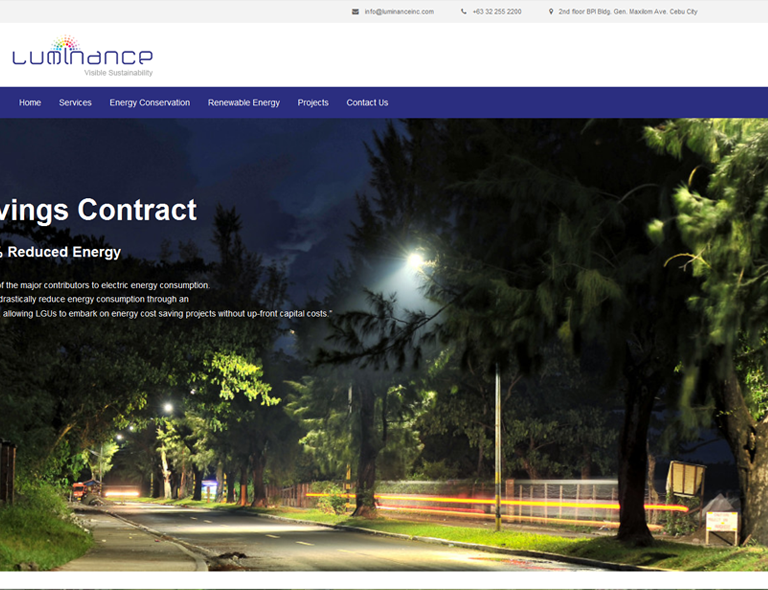 info@luminanceinc.com +63 32 255 2200 2nd floor BPI Bldg. Gen. Maxilom Ave. Cebu City
LUMINANCE
Visible Sustainability
Home Services Energy Conservation Renewable Energy Projects Contact Us
vings Contract
% Reduced Energy
of the major contributors to electric energy consumption.
drastically reduce energy consumption through an
allowing LGUs to embark on energy cost saving projects without up-front capital costs."